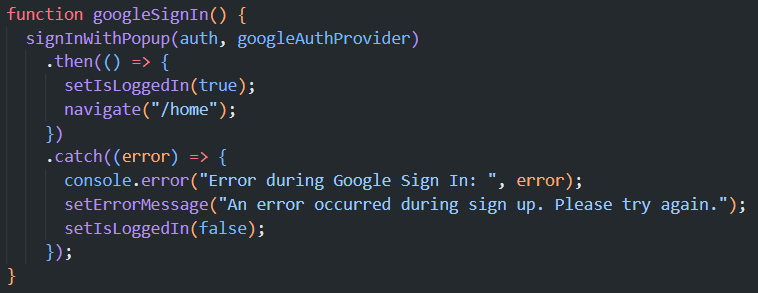 function googleSignIn() {
signInWithPopup(auth, googleAuthProvider)
.then(() => {
setIsLoggedIn(true);
navigate("/home");
})
.catch((error) => {
console.error("Error during Google Sign In: ", error);
setErrorMessage("An error occurred during sign up. Please try again.");
setIsLoggedIn(false);
});
}